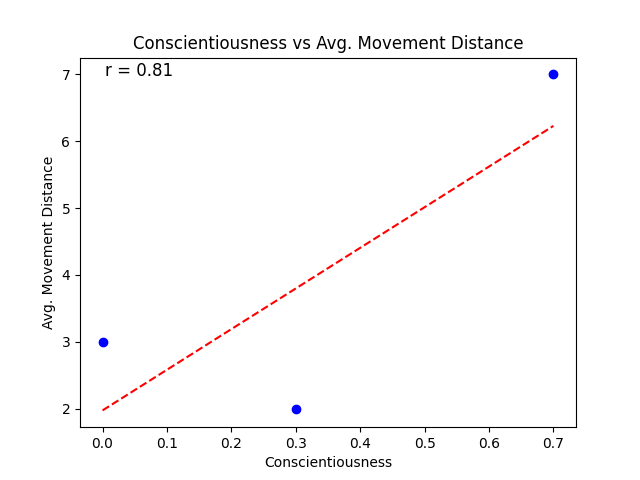 Conscientiousness vs Avg. Movement Distance
r = 0.81
7
6
5
4
3
2
Avg. Movement Distance
0.0 0.1 0.2 0.3 0.4 0.5 0.6 0.7
Conscientiousness